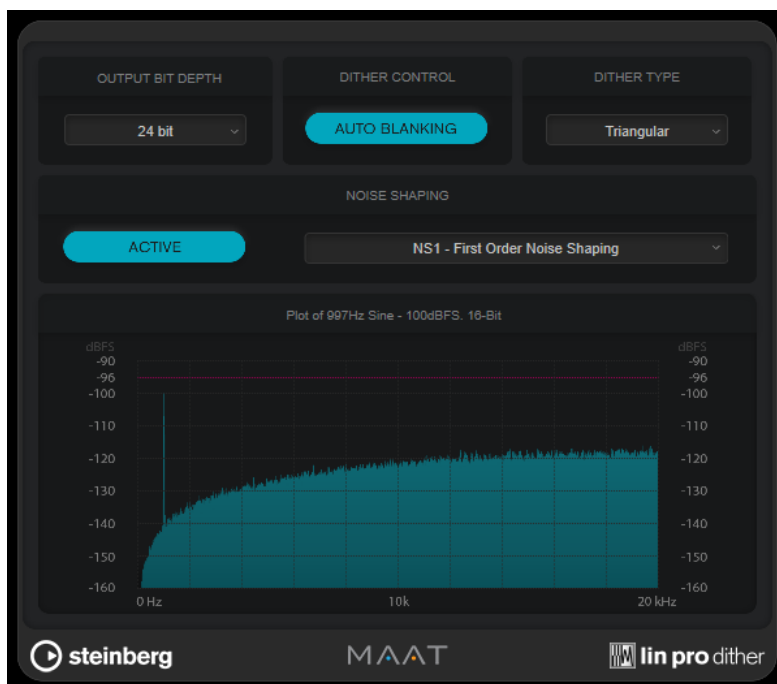 OUTPUT BIT DEPTH
DITHER CONTROL
DITHER TYPE
24 bit
AUTO BLANKING
Triangular
NOISE SHAPING
ACTIVE
NS1 - First Order Noise Shaping
Plot of 997Hz Sine - 100dBFS. 16-Bit
dBFS dBFS
-90 -90
-96 -96
-100 -100
-110 -110
-120 -120
-130 -130
-140 -140
-150 -150
-160 -160
0 Hz 10k 20 kHz
steinberg MAAT lin pro dither